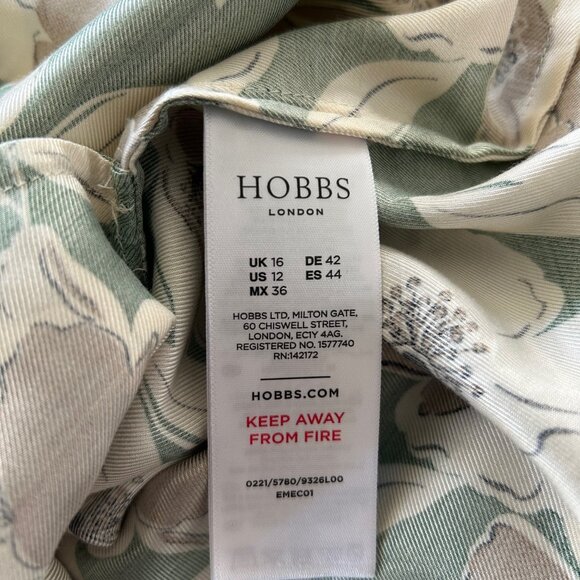 HOBBS
LONDON
UK 16 DE 42
US 12 ES 44
MX 36
HOBBS LTD, MILTON GATE,
60 CHISWELL STREET,
LONDON, EC1Y 4AG.
REGISTERED NO. 1577740
RN:142172
HOBBS.COM
KEEP AWAY
FROM FIRE
0221/5780/9326L00
EMEC01